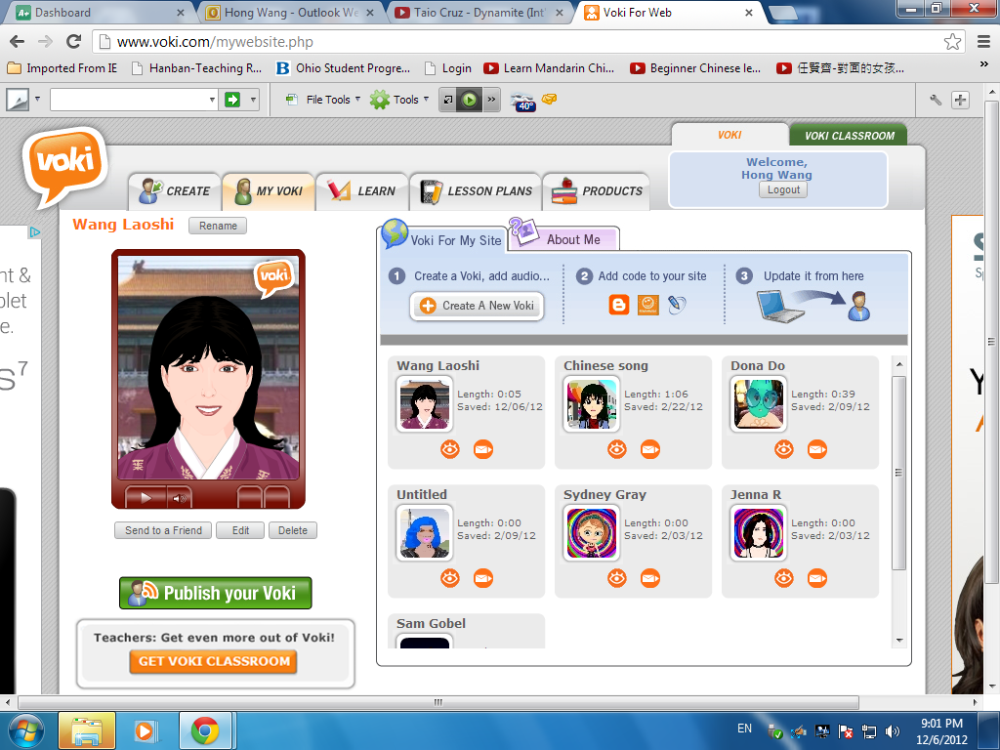 Dashboard
Hong Wang - Outlook We
Taio Cruz - Dynamite (Int'
Voki For Web
www.voki.com/mywebsite.php
Imported From IE
Hanban-Teaching R...
Ohio Student Progre...
Login
Learn Mandarin Chi...
Beginner Chinese le...
任賢齊-對面的女孩...
File Tools
Tools
40°
voki
VOKI
VOKI CLASSROOM
Welcome,
Hong Wang
Logout
CREATE
MY VOKI
LEARN
LESSON PLANS
PRODUCTS
Wang Laoshi
Rename
Voki For My Site
About Me
1 Create a Voki, add audio...
Create A New Voki
2 Add code to your site
3 Update it from here
voki
Send to a Friend
Edit
Delete
Publish your Voki
Teachers: Get even more out of Voki!
GET VOKI CLASSROOM
Wang Laoshi
Length: 0:05
Saved: 12/06/12
Chinese song
Length: 1:06
Saved: 2/22/12
Dona Do
Length: 0:39
Saved: 2/09/12
Untitled
Length: 0:00
Saved: 2/09/12
Sydney Gray
Length: 0:00
Saved: 2/03/12
Jenna R
Length: 0:00
Saved: 2/03/12
Sam Gobel
EN
9:01 PM
12/6/2012